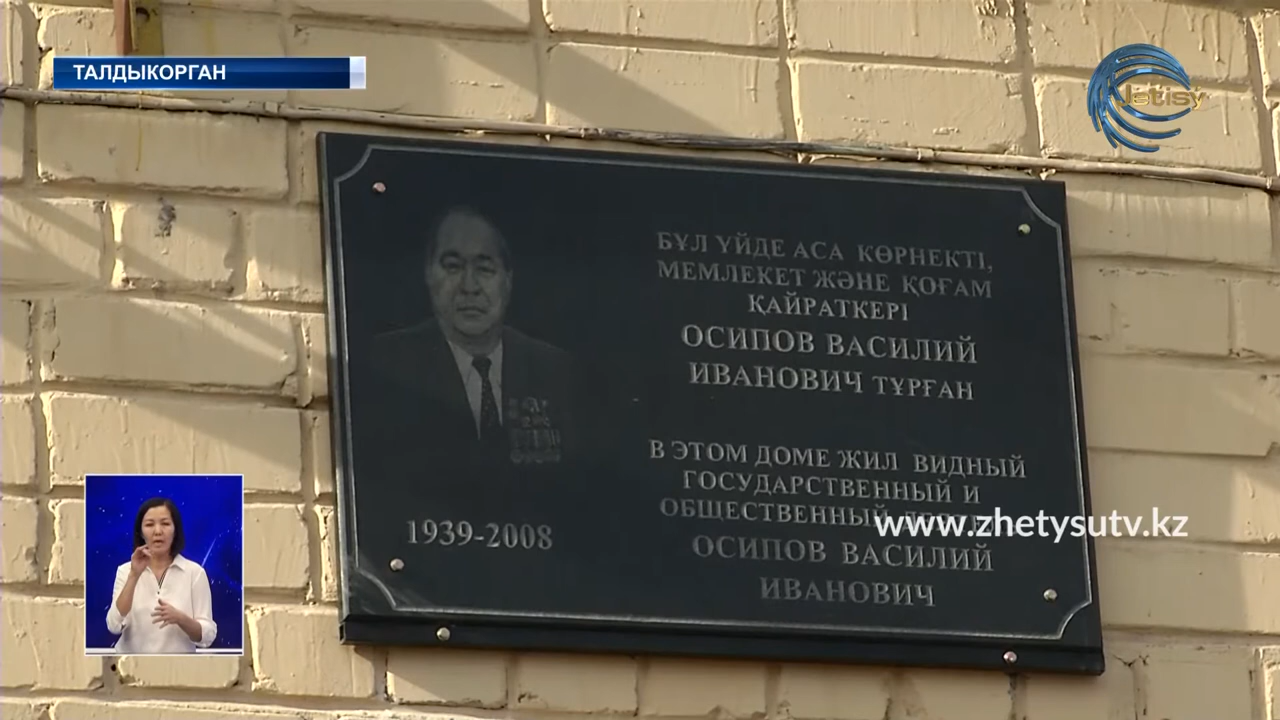 ТАЛДЫКОРГАН
Jetisy
БҰЛ ҮЙДЕ АСА КӨРНЕКТІ,
МЕМЛЕКЕТ ЖӘНЕ ҚОҒАМ
ҚАЙРАТКЕРІ
ОСИПОВ ВАСИЛИЙ
ИВАНОВИЧ ТҰРҒАН
В ЭТОМ ДОМЕ ЖИЛ ВИДНЫЙ
ГОСУДАРСТВЕННЫЙ И
ОБЩЕСТВЕННЫЙ
www.zhetysutv.kz
ОСИПОВ ВАСИЛИЙ
ИВАНОВИЧ
1939-2008